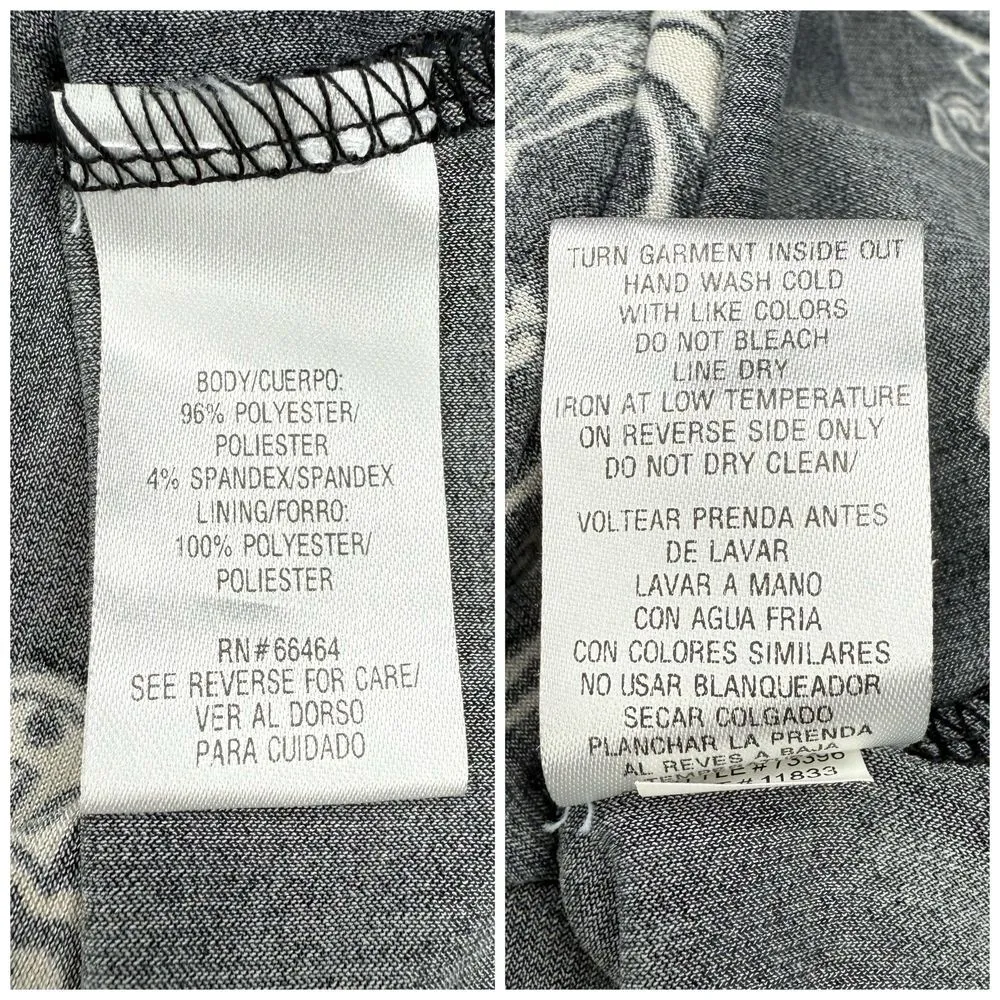 BODY/CUERPO:
96% POLYESTER/
POLIESTER
4% SPANDEX/SPANDEX
LINING/FORRO:
100% POLYESTER/
POLIESTER
RN#66464
SEE REVERSE FOR CARE/
VER AL DORSO
PARA CUIDADO
TURN GARMENT INSIDE OUT
HAND WASH COLD
WITH LIKE COLORS
DO NOT BLEACH
LINE DRY
IRON AT LOW TEMPERATURE
ON REVERSE SIDE ONLY
DO NOT DRY CLEAN/
VOLTEAR PRENDA ANTES
DE LAVAR
LAVAR A MANO
CON AGUA FRIA
CON COLORES SIMILARES
NO USAR BLANQUEADOR
SECAR COLGADO
PLANCHAR LA PRENDA
AL REVES A BAJA
# 11833